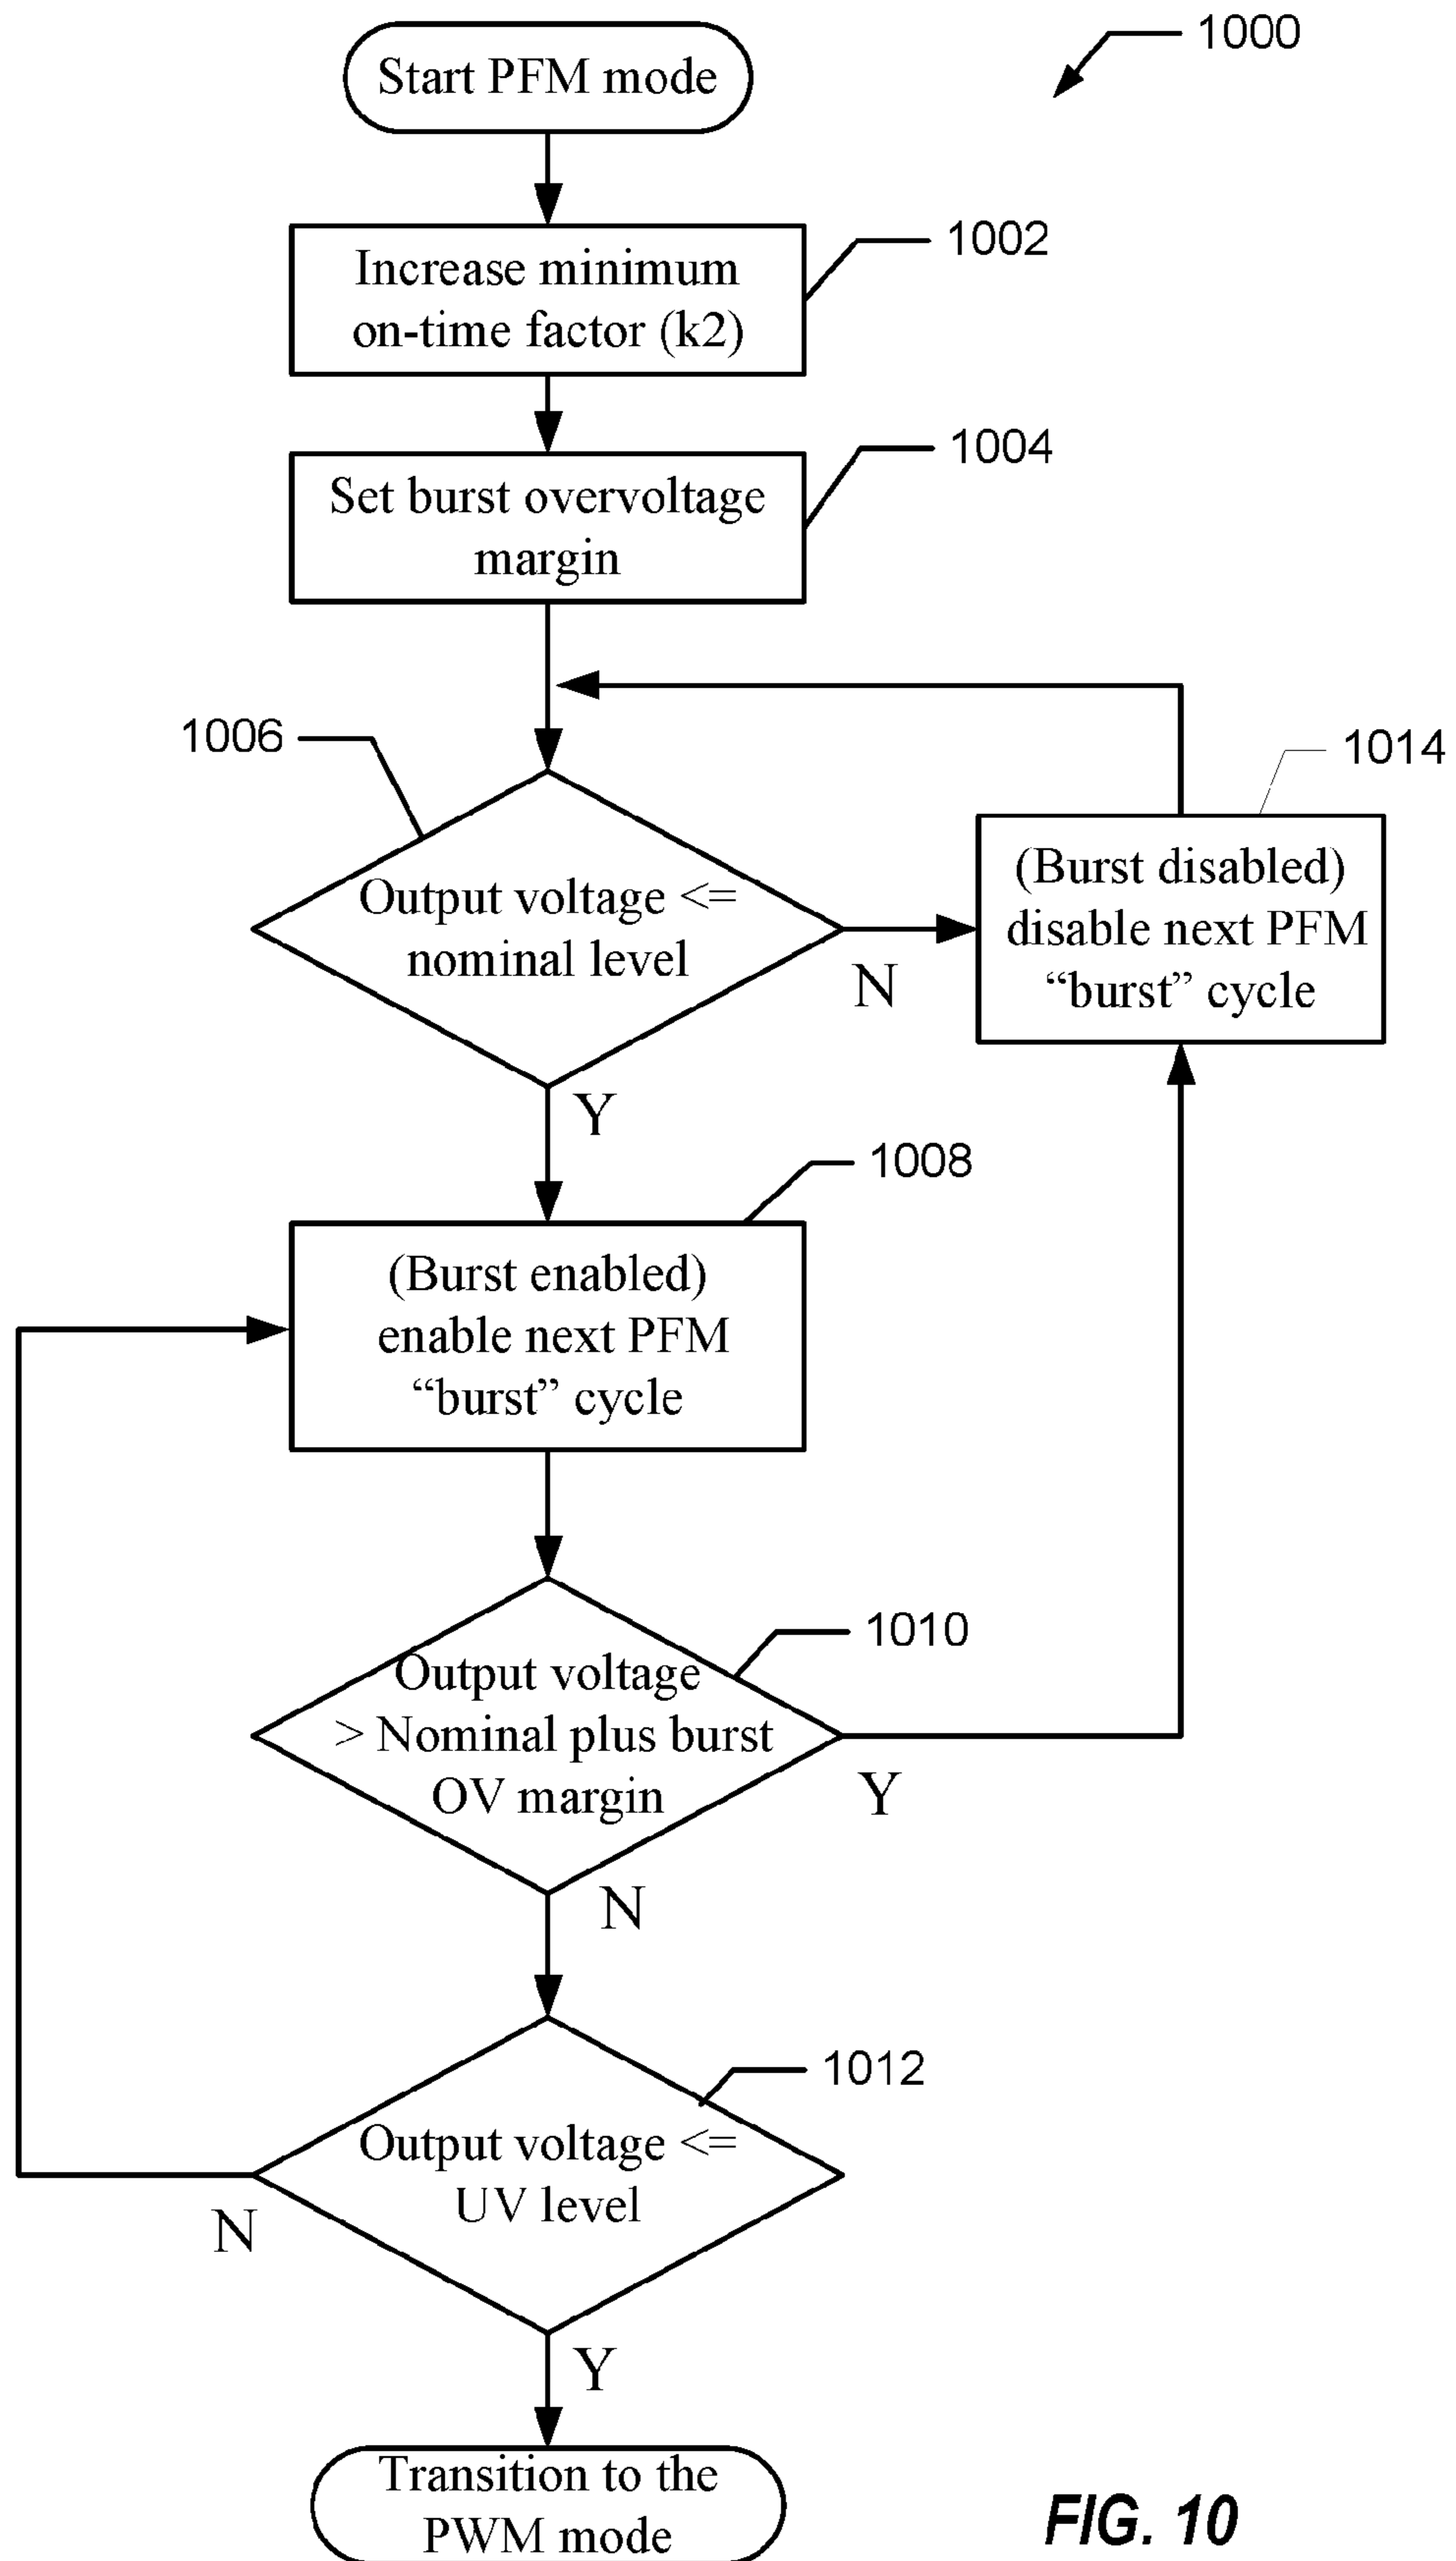 1000
Start PFM mode
1002
Increase minimum
on-time factor (k2)
1004
Set burst overvoltage
margin
1006
1014
Output voltage <=
nominal level
N
(Burst disabled)
disable next PFM
“burst” cycle
Y
1008
(Burst enabled)
enable next PFM
“burst” cycle
1010
Output voltage
> Nominal plus burst
OV margin
Y
N
1012
Output voltage <=
UV level
N
Y
Transition to the
PWM mode
FIG. 10